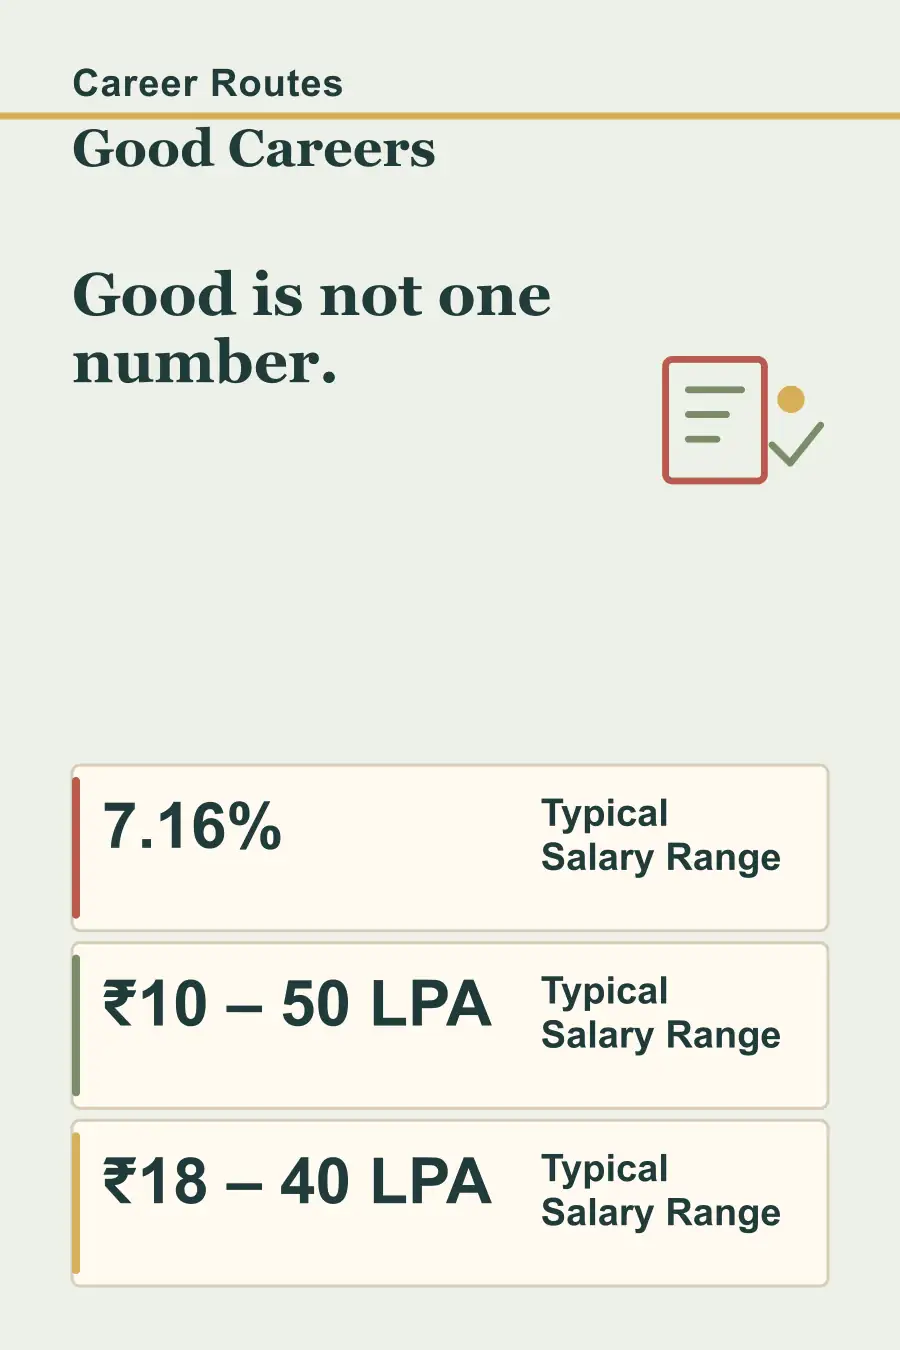 Career Routes
Good Careers
Good is not one
number.
7.16%
Typical
Salary Range
₹10 – 50 LPA
Typical
Salary Range
₹18 – 40 LPA
Typical
Salary Range